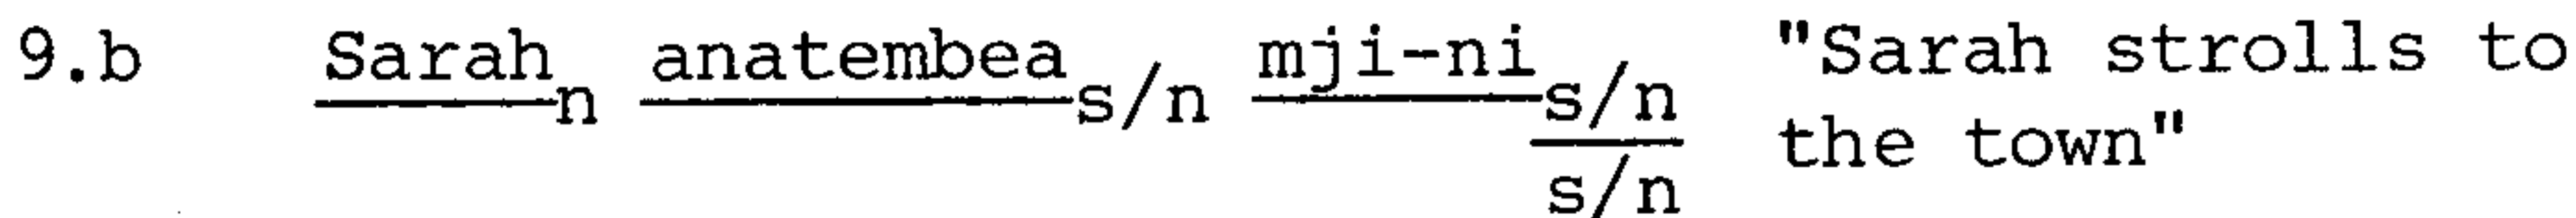 9.b Sarah n anatembea s/n mji-ni s/n "Sarah strolls to
s/n the town"